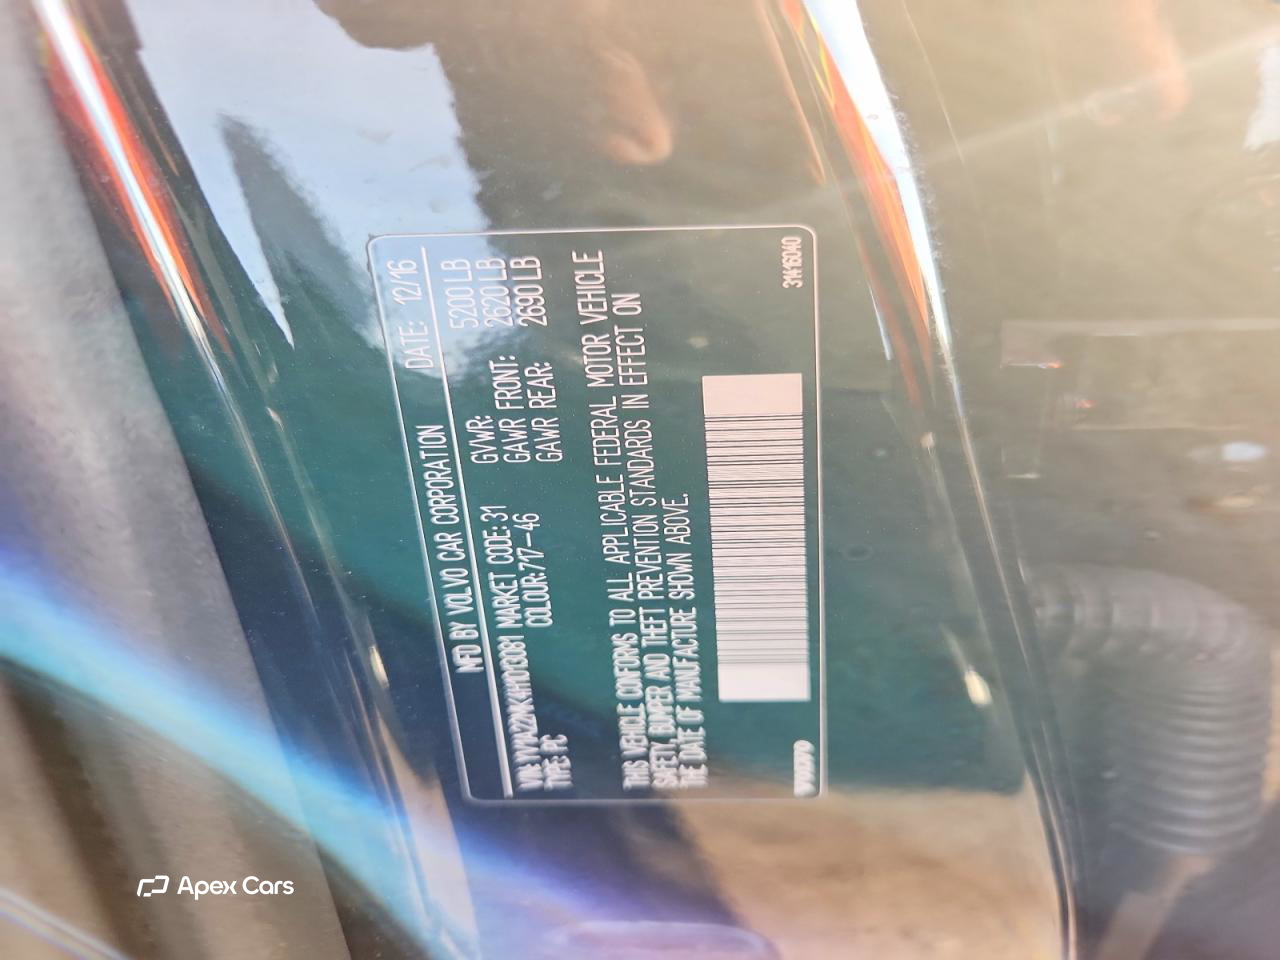 MFD BY VOLVO CAR CORPORATION DATE: 12/16
MARKET CODE: 31 GVWR: 5200 LB
TYPE: PC COLOUR: 717-46 GAWR FRONT: 2620 LB
GAWR REAR: 2690 LB
THIS VEHICLE CONFORMS TO ALL APPLICABLE FEDERAL MOTOR VEHICLE
SAFETY, BUMPER AND THEFT PREVENTION STANDARDS IN EFFECT ON
THE DATE OF MANUFACTURE SHOWN ABOVE.
VOLVO 31416040
Apex Cars